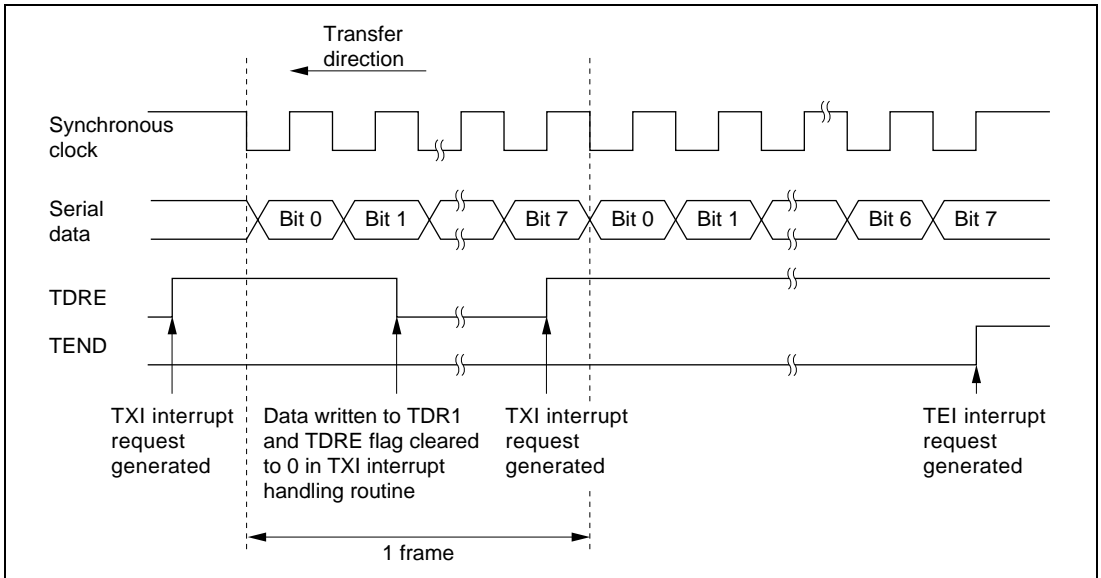 Transfer
direction
Synchronous
clock
Serial
data
Bit 0 Bit 1 Bit 7 Bit 0 Bit 1 Bit 6 Bit 7
TDRE
TEND
TXI interrupt
request
generated
Data written to TDR1
and TDRE flag cleared
to 0 in TXI interrupt
handling routine
TXI interrupt
request
generated
TEI interrupt
request
generated
1 frame